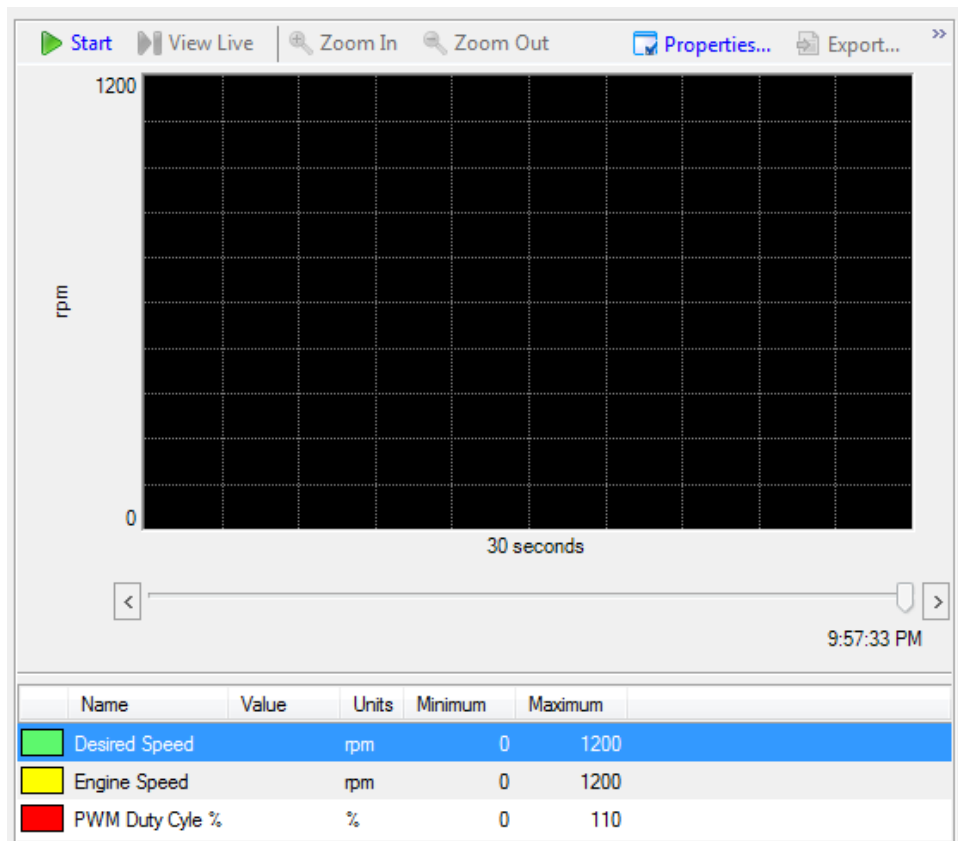 Start View Live Zoom In Zoom Out Properties... Export... »
1200
rpm
0
30 seconds
< >
9:57:33 PM
Name Value Units Minimum Maximum
Desired Speed rpm 0 1200
Engine Speed rpm 0 1200
PWM Duty Cyle % % 0 110